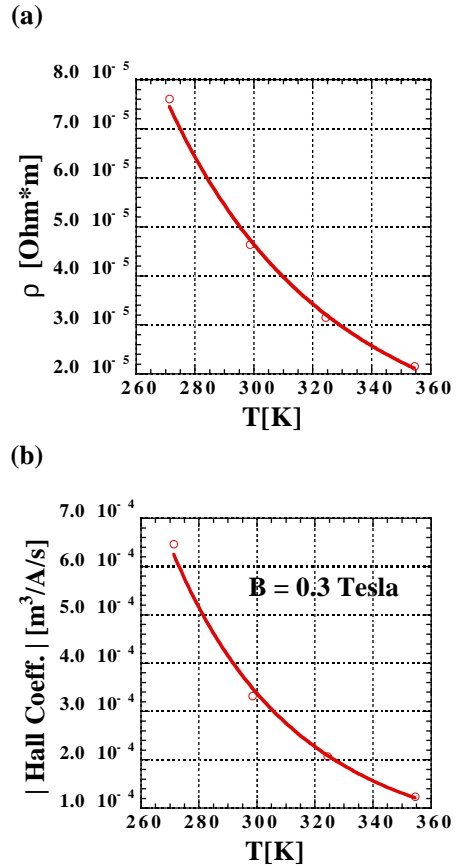 (a)
8.0 10⁻⁵
7.0 10⁻⁵
6.0 10⁻⁵
5.0 10⁻⁵
4.0 10⁻⁵
3.0 10⁻⁵
2.0 10⁻⁵
ρ [Ohm*m]
260 280 300 320 340 360
T[K]
(b)
7.0 10⁻⁴
6.0 10⁻⁴
5.0 10⁻⁴
4.0 10⁻⁴
3.0 10⁻⁴
2.0 10⁻⁴
1.0 10⁻⁴
| Hall Coeff. | [m³/A/s]
B = 0.3 Tesla
260 280 300 320 340 360
T[K]